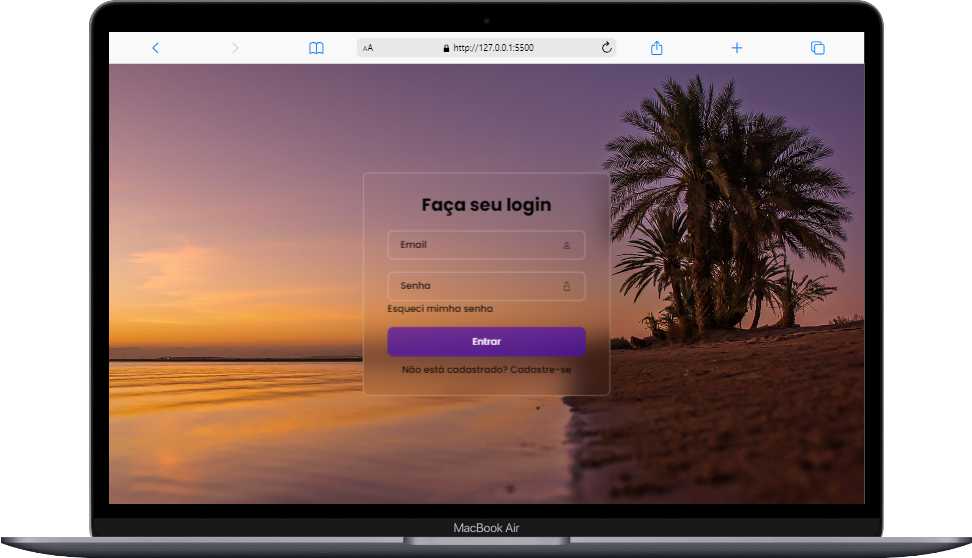 AA
http://127.0.0.1:5500
Faça seu login
Email
Senha
Esqueci mimha senha
Entrar
Não está cadastrado? Cadastre-se
MacBook Air